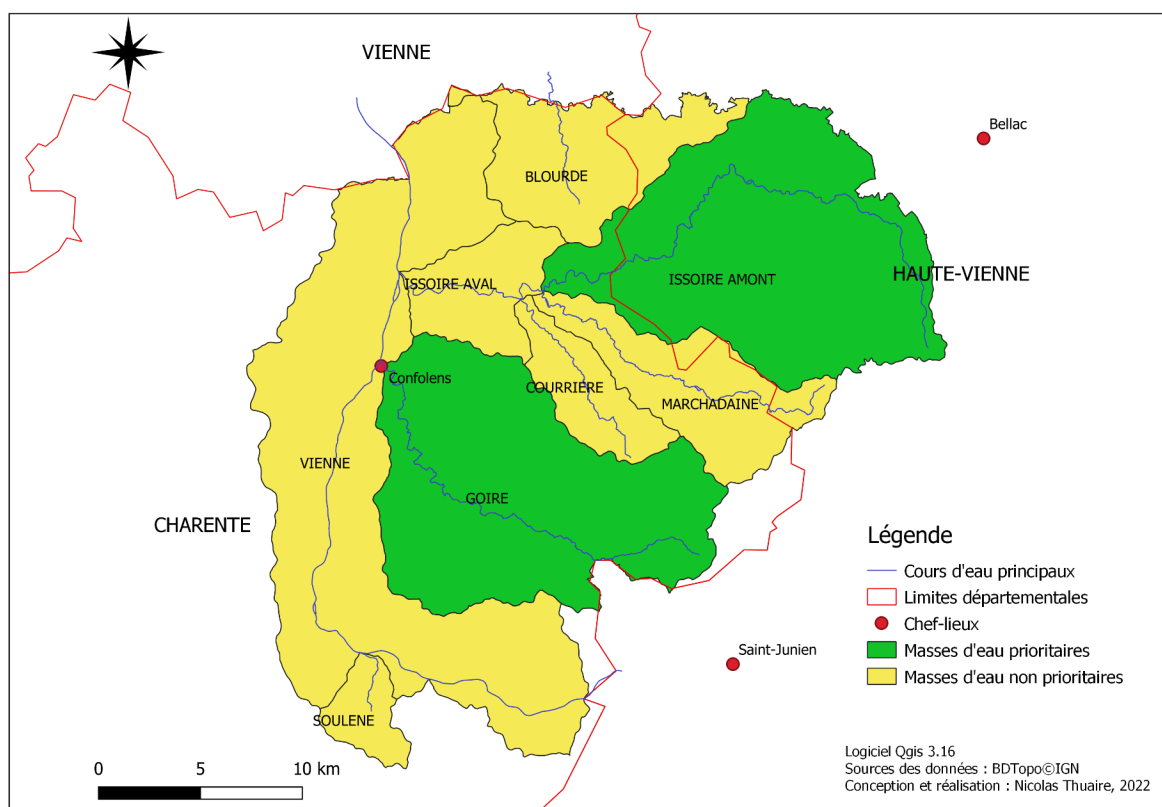 VIENNE
Bellac
BLOURDE
HAUTE-VIENNE
ISSOIRE AMONT
ISSOIRE AVAL
Confolens
COURRIERE
MARCHADAINE
VIENNE
GOIRE
CHARENTE
Saint-Junien
SOULENE
Légende
Cours d'eau principaux
Limites départementales
Chef-lieux
Masses d'eau prioritaires
Masses d'eau non prioritaires
0 5 10 km
Logiciel Qgis 3.16
Sources des données : BDTopo©IGN
Conception et réalisation : Nicolas Thuaire, 2022